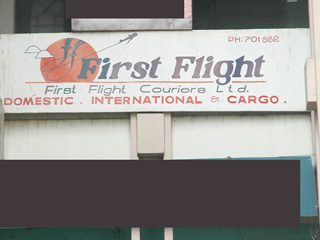 PH:701882
First Flight
First Flight Couriers Ltd.
DOMESTIC . INTERNATIONAL & CARGO .